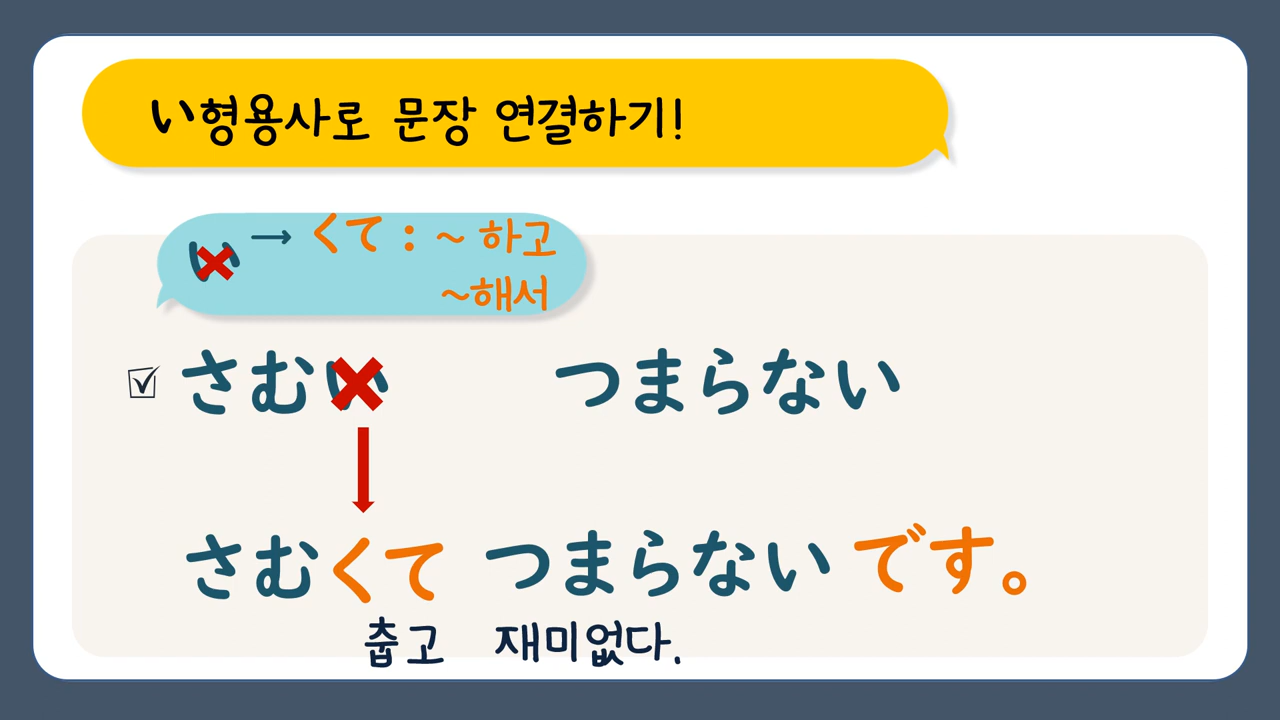 い형용사로 문장 연결하기!
い → くて : ~ 하고
~해서
☑ さむい つまらない
さむくて つまらない です。
춥고 재미없다.